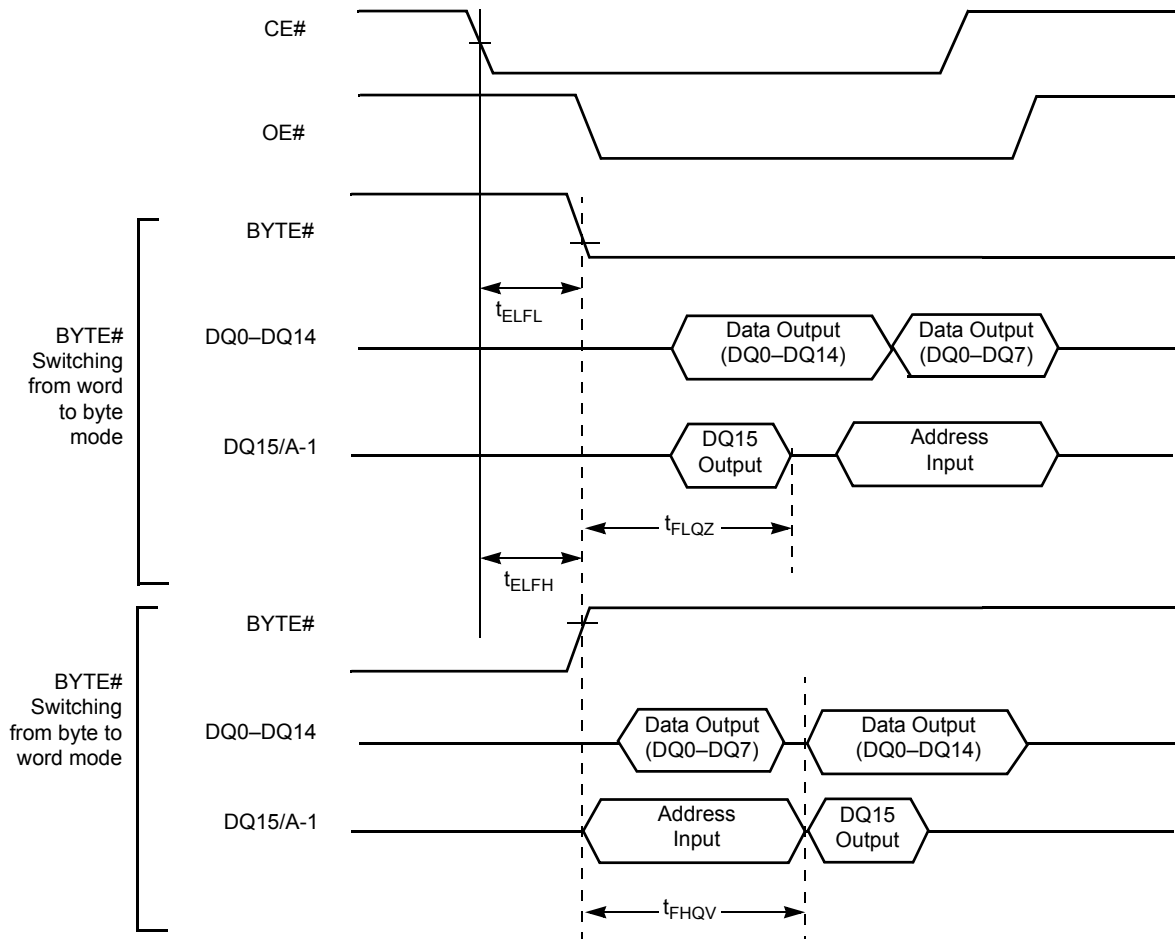 CE#
OE#
BYTE#
tELFL
BYTE#
Switching
from word
to byte
mode
DQ0–DQ14
Data Output
(DQ0–DQ14)
Data Output
(DQ0–DQ7)
DQ15/A-1
DQ15
Output
Address
Input
tFLQZ
tELFH
BYTE#
BYTE#
Switching
from byte to
word mode
DQ0–DQ14
Data Output
(DQ0–DQ7)
Data Output
(DQ0–DQ14)
DQ15/A-1
Address
Input
DQ15
Output
tFHQV